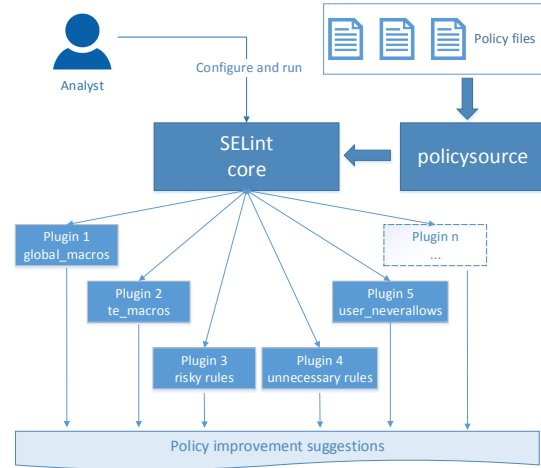 Policy files
Configure and run
Analyst
SELint
core
policysource
Plugin 1
global_macros
Plugin n
...
Plugin 2
te_macros
Plugin 5
user_neverallows
Plugin 3
risky rules
Plugin 4
unnecessary rules
Policy improvement suggestions